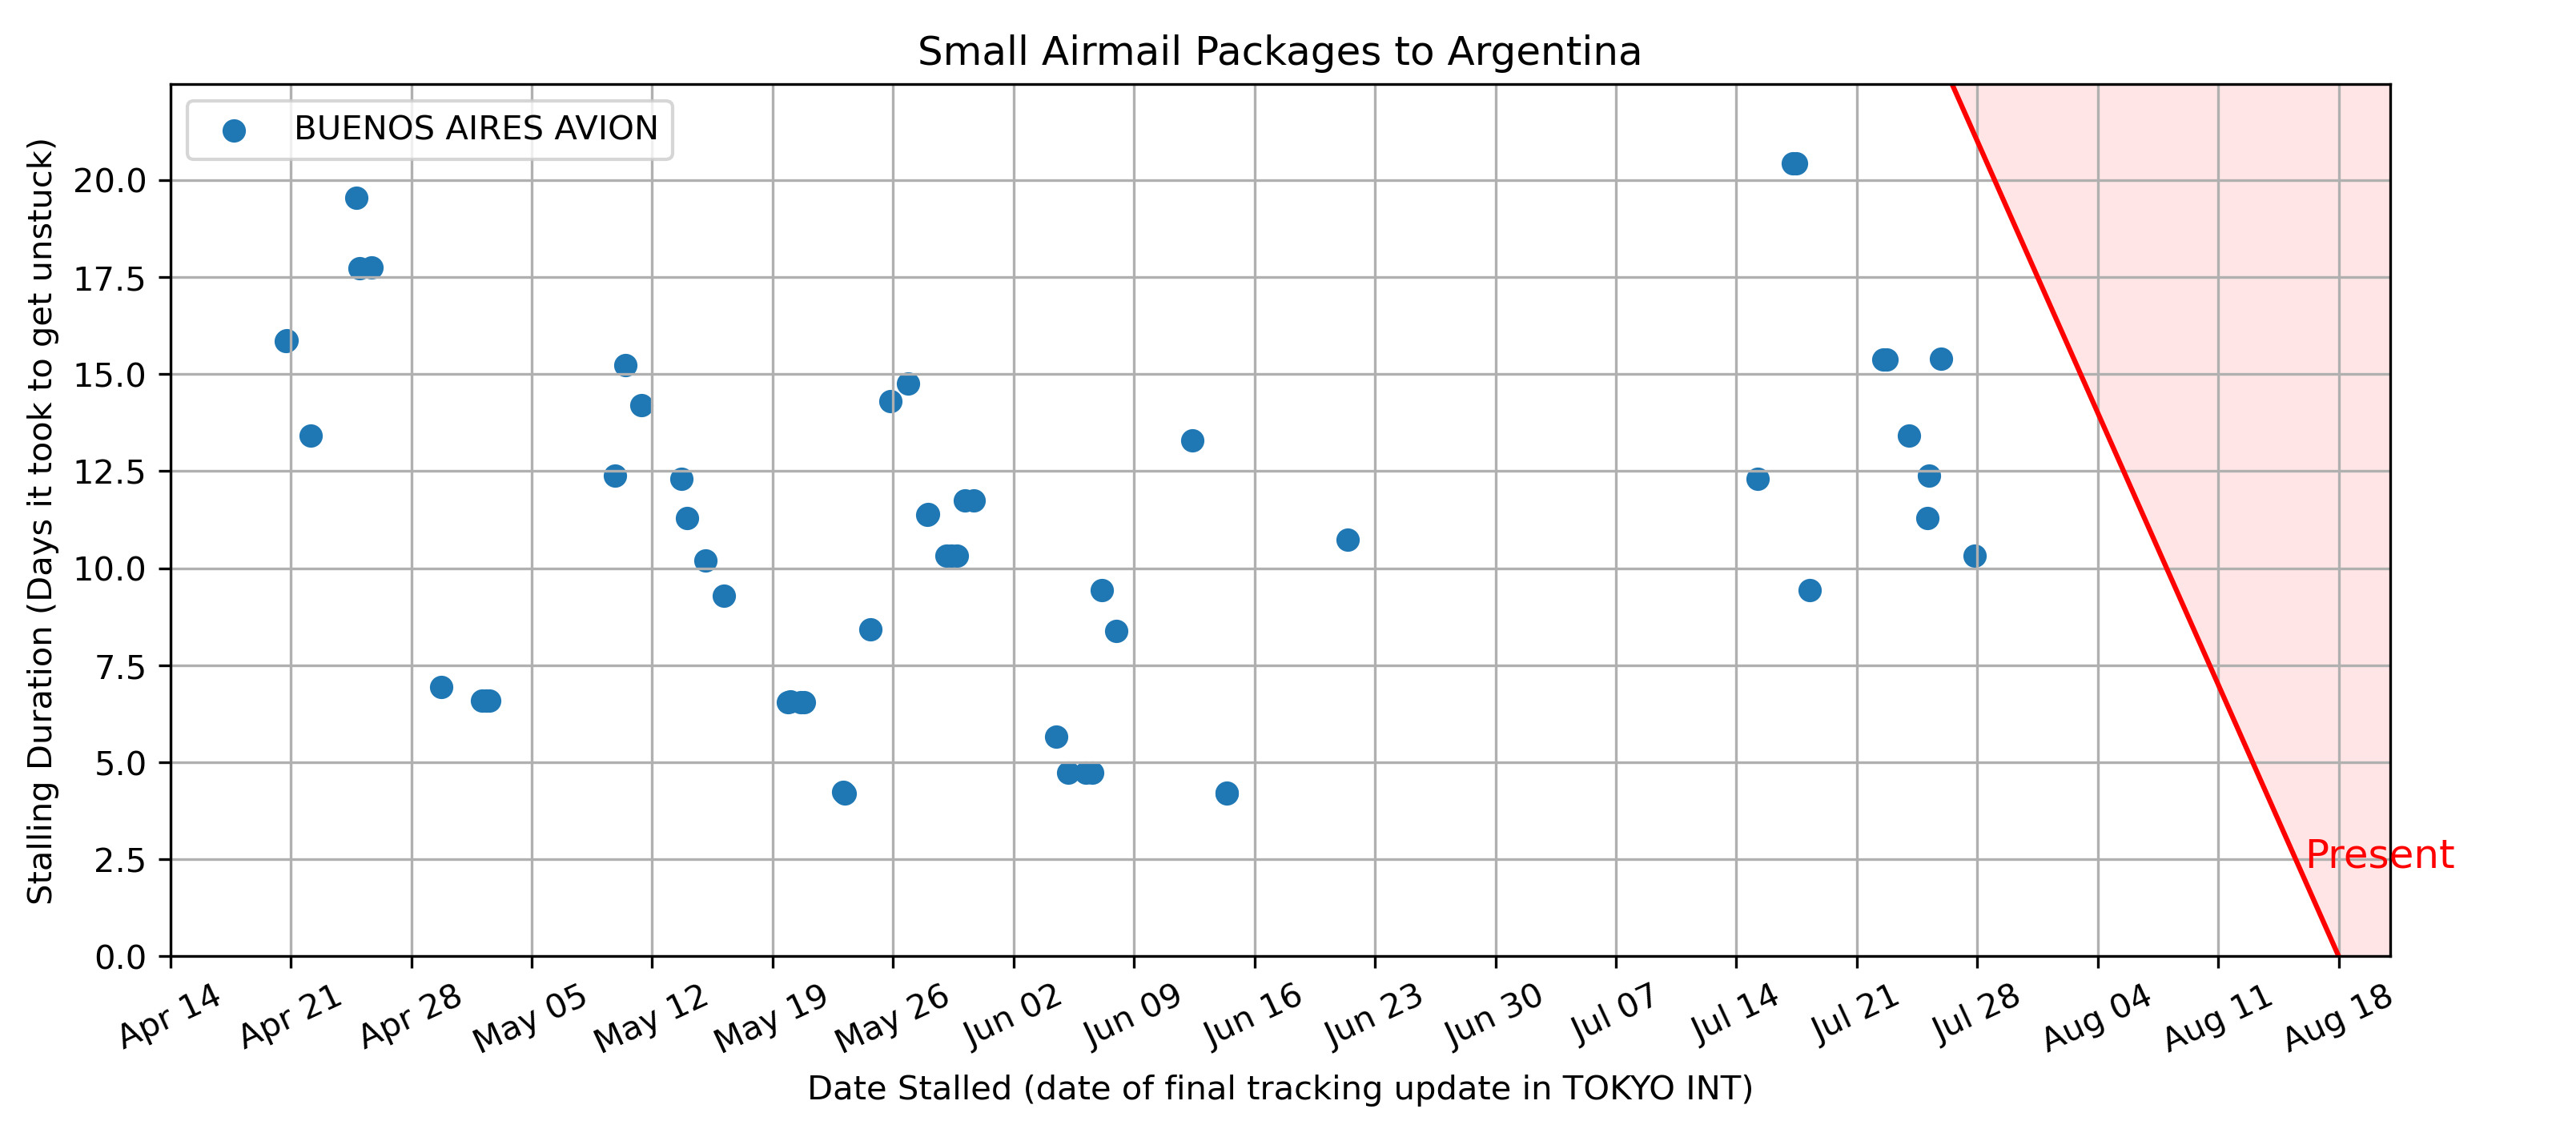 Small Airmail Packages to Argentina
BUENOS AIRES AVION
Stalling Duration (Days it took to get unstuck)
20.0
17.5
15.0
12.5
10.0
7.5
5.0
2.5
0.0
Present
Apr 14
Apr 21
Apr 28
May 05
May 12
May 19
May 26
Jun 02
Jun 09
Jun 16
Jun 23
Jun 30
Jul 07
Jul 14
Jul 21
Jul 28
Aug 04
Aug 11
Aug 18
Date Stalled (date of final tracking update in TOKYO INT)